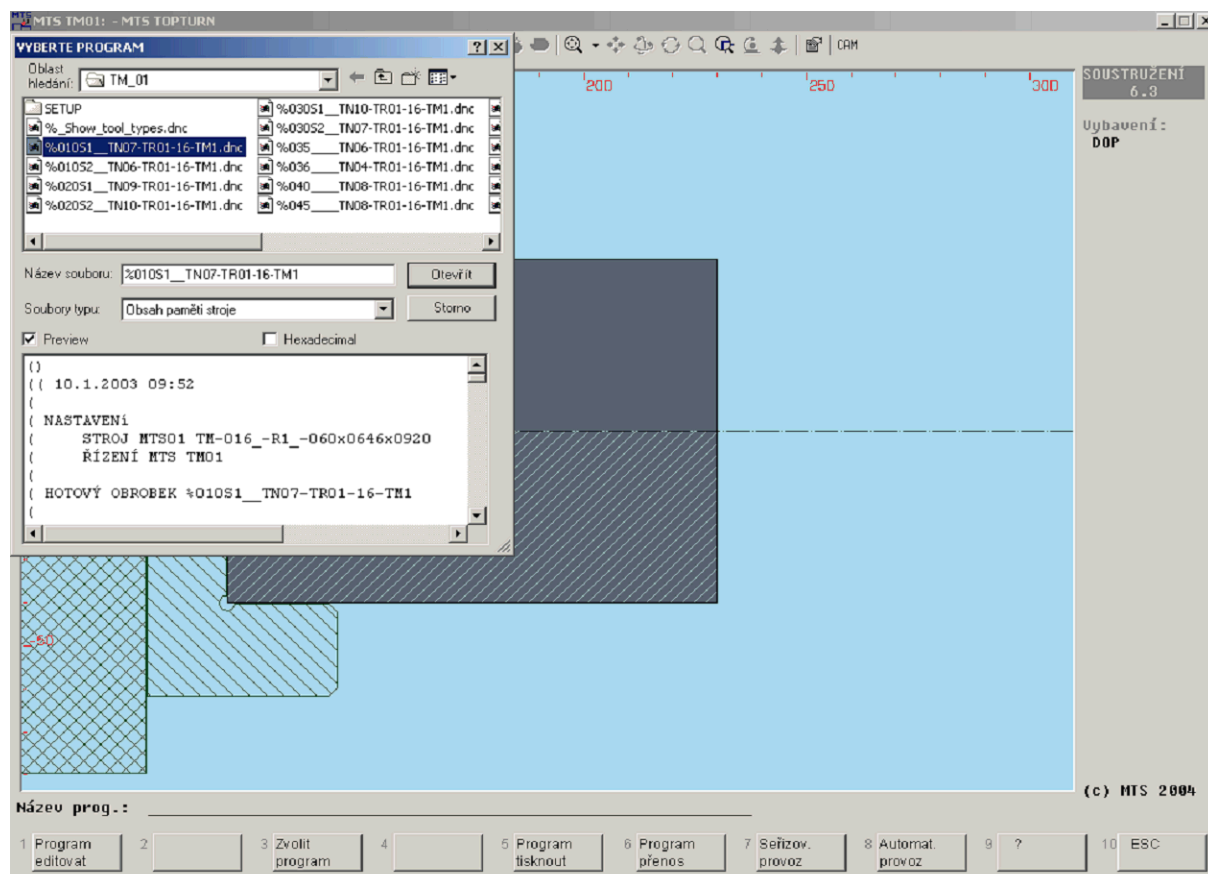 MTS TM01: - MTS TOPTURN
VYBERTE PROGRAM
Oblast
hledání:
TM_01
SETUP
%_Show_tool_types.dnc
%010S1__TN07-TR01-16-TM1.dnc
%010S2__TN06-TR01-16-TM1.dnc
%020S1__TN09-TR01-16-TM1.dnc
%020S2__TN10-TR01-16-TM1.dnc
%030S1__TN10-TR01-16-TM1.dnc
%030S2__TN07-TR01-16-TM1.dnc
%035____TN06-TR01-16-TM1.dnc
%036____TN04-TR01-16-TM1.dnc
%040____TN08-TR01-16-TM1.dnc
%045____TN08-TR01-16-TM1.dnc
Název souboru:
%010S1__TN07-TR01-16-TM1
Otevřít
Soubory typu:
Obsah paměti stroje
Storno
Preview
Hexadecimal
()
(( 10.1.2003 09:52
(
( NASTAVENí
( STROJ MTS01 TM-016_-R1_-060x0646x0920
( ŘÍZENÍ MTS TM01
(
( HOTOVÝ OBROBEK %010S1__TN07-TR01-16-TM1
(
CAM
200
250
300
-50
SOUSTRUŽENÍ
6.3
Vybavení:
DOP
(c) MTS 2004
Název prog.:
1 Program editovat
2
3 Zvolit program
4
5 Program tisknout
6 Program přenos
7 Seřizov. provoz
8 Automat. provoz
9 ?
10 ESC